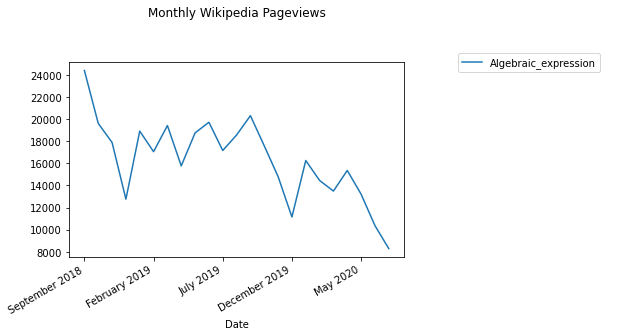 Monthly Wikipedia Pageviews
Algebraic_expression
24000
22000
20000
18000
16000
14000
12000
10000
8000
September 2018
February 2019
July 2019
December 2019
May 2020
Date